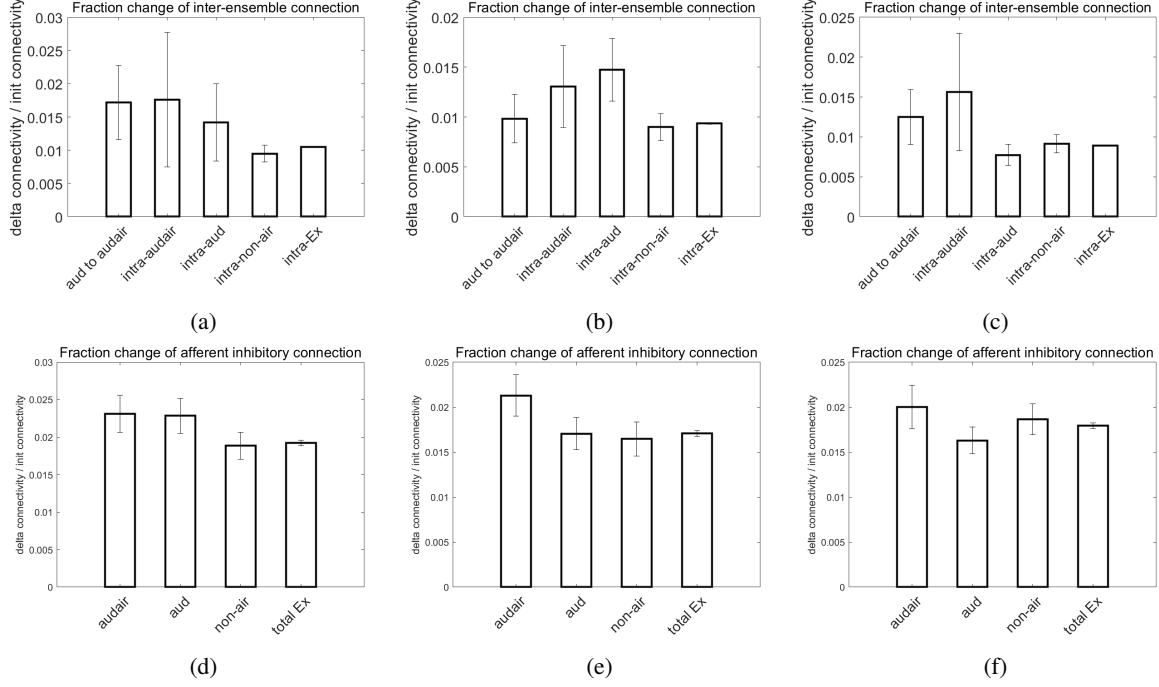 Fraction change of inter-ensemble connection
delta connectivity / init connectivity
0.03
0.025
0.02
0.015
0.01
0.005
0
aud to audair
intra-audair
intra-aud
intra-non-air
intra-Ex
(a)
Fraction change of inter-ensemble connection
delta connectivity / init connectivity
0.02
0.015
0.01
0.005
0
aud to audair
intra-audair
intra-aud
intra-non-air
intra-Ex
(b)
Fraction change of inter-ensemble connection
delta connectivity / init connectivity
0.025
0.02
0.015
0.01
0.005
0
aud to audair
intra-audair
intra-aud
intra-non-air
intra-Ex
(c)
Fraction change of afferent inhibitory connection
delta connectivity / init connectivity
0.03
0.025
0.02
0.015
0.01
0.005
0
audair
aud
non-air
total Ex
(d)
Fraction change of afferent inhibitory connection
delta connectivity / init connectivity
0.025
0.02
0.015
0.01
0.005
0
audair
aud
non-air
total Ex
(e)
Fraction change of afferent inhibitory connection
delta connectivity / init connectivity
0.025
0.02
0.015
0.01
0.005
0
audair
aud
non-air
total Ex
(f)